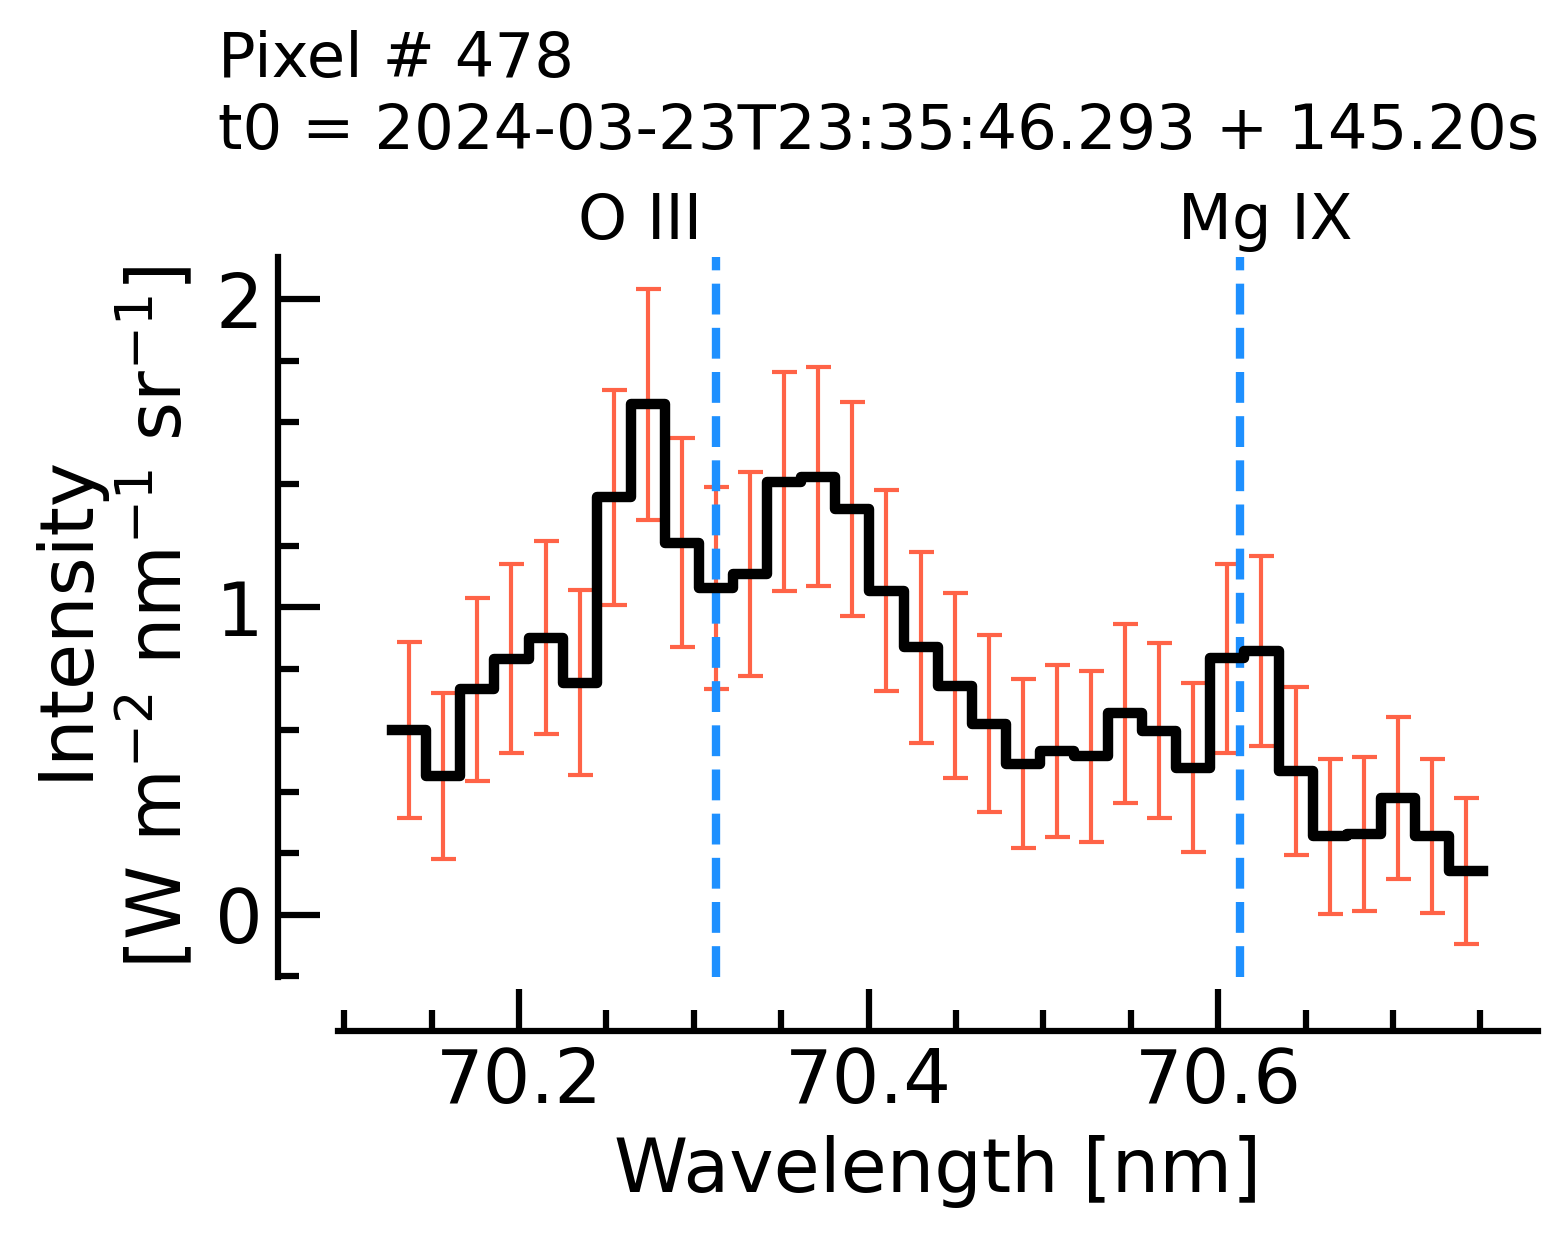 Pixel # 478
t0 = 2024-03-23T23:35:46.293 + 145.20s
O III Mg IX
Intensity
[W m⁻² nm⁻¹ sr⁻¹]
2
1
0
70.2 70.4 70.6
Wavelength [nm]